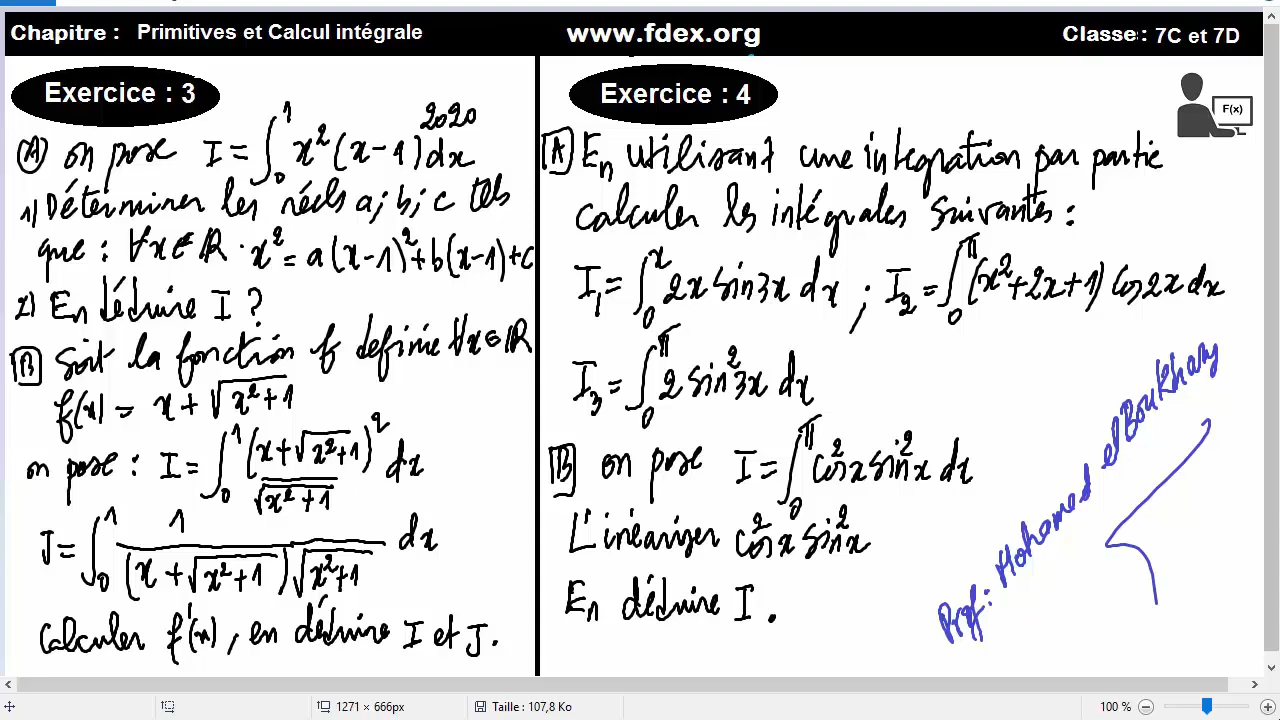 Chapitre : Primitives et Calcul intégrale
www.fdex.org
Classe : 7C et 7D
Exercice : 3
Ⓐ on pose I = ∫₀¹ x² (x-1)²⁰²⁰ dx
1) Déterminer les réels a; b; c tels
que : ∀x∈ℝ · x² = a(x-1)² + b(x-1) + c
2) En déduire I ?
B Soit la fonction f definie ∀x∈ℝ
f(x) = x + √(x²+1)
on pose : I = ∫₀¹ (x+√(x²+1))² / √(x²+1) dx
J = ∫₀¹ 1 / ((x+√(x²+1))√(x²+1)) dx
Calculer f'(x), en déduire I et J.
Exercice : 4
F(x)
A En utilisant une integration par partie
calculer les intégrales suivantes :
I₁ = ∫₀ˣ 2x sin3x dx ; I₂ = ∫₀^π (x²+2x+1) cos2x dx
I₃ = ∫₀^π 2 sin²3x dx
B on pose I = ∫₀^π cos²x sin²x dx
Linéariser cos²x sin²x
En déduire I.
Prof: Mohamed el Boukhary
1271 × 666px
Taille : 107,8 Ko
100 %